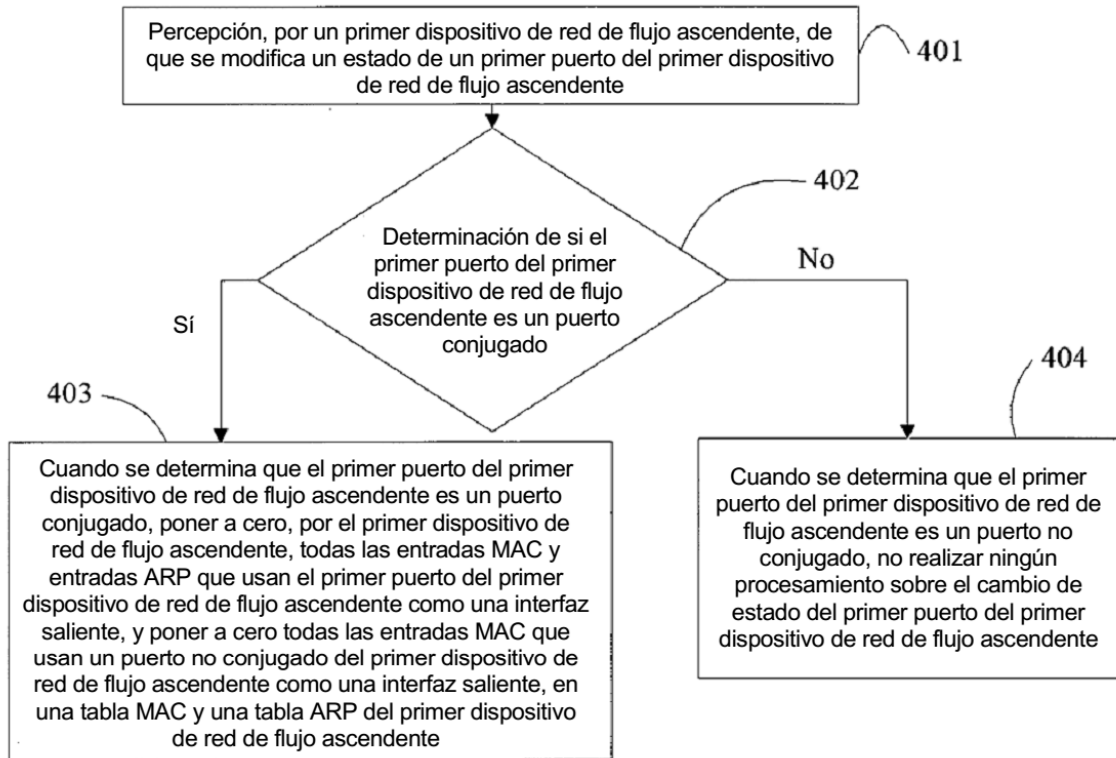 Percepción, por un primer dispositivo de red de flujo ascendente, de
que se modifica un estado de un primer puerto del primer dispositivo
de red de flujo ascendente
401
402
Determinación de si el
primer puerto del primer
dispositivo de red de flujo
ascendente es un puerto
conjugado
No
Sí
403
404
Cuando se determina que el primer puerto del primer
dispositivo de red de flujo ascendente es un puerto
conjugado, poner a cero, por el primer dispositivo de
red de flujo ascendente, todas las entradas MAC y
entradas ARP que usan el primer puerto del primer
dispositivo de red de flujo ascendente como una interfaz
saliente, y poner a cero todas las entradas MAC que
usan un puerto no conjugado del primer dispositivo de
red de flujo ascendente como una interfaz saliente, en
una tabla MAC y una tabla ARP del primer dispositivo
de red de flujo ascendente
Cuando se determina que el primer
puerto del primer dispositivo de red de
flujo ascendente es un puerto no
conjugado, no realizar ningún
procesamiento sobre el cambio de
estado del primer puerto del primer
dispositivo de red de flujo ascendente